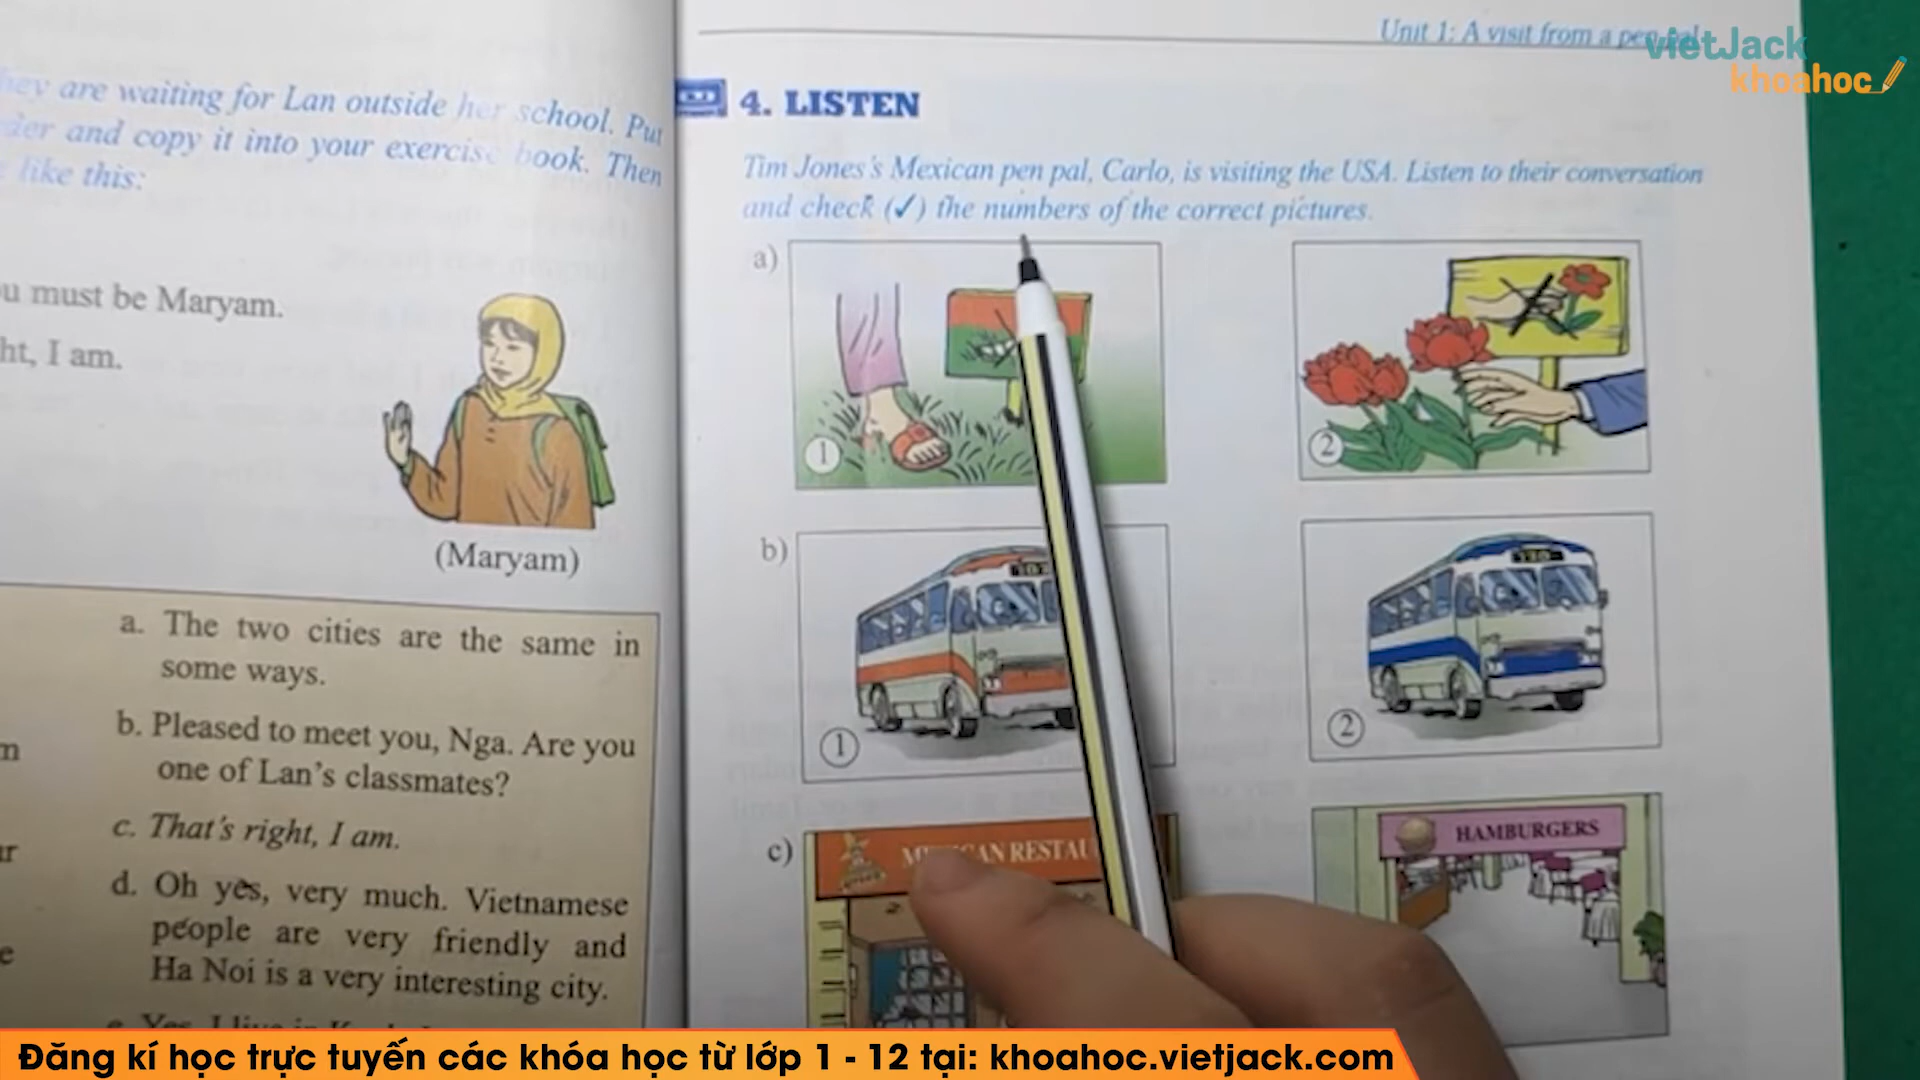 Unit 1: A visit from a pen pal
vietJack
khoahoc
hey are waiting for Lan outside her school. Put
der and copy it into your exercise book. Then
like this:
u must be Maryam.
ht, I am.
(Maryam)
a. The two cities are the same in
some ways.
b. Pleased to meet you, Nga. Are you
one of Lan's classmates?
c. That's right, I am.
d. Oh yes, very much. Vietnamese
people are very friendly and
Ha Noi is a very interesting city.
4. LISTEN
Tim Jones's Mexican pen pal, Carlo, is visiting the USA. Listen to their conversation
and check (✓) the numbers of the correct pictures.
a)
1
2
b)
1
2
c)
HAMBURGERS
Đăng kí học trực tuyến các khóa học từ lớp 1 - 12 tại: khoahoc.vietjack.com